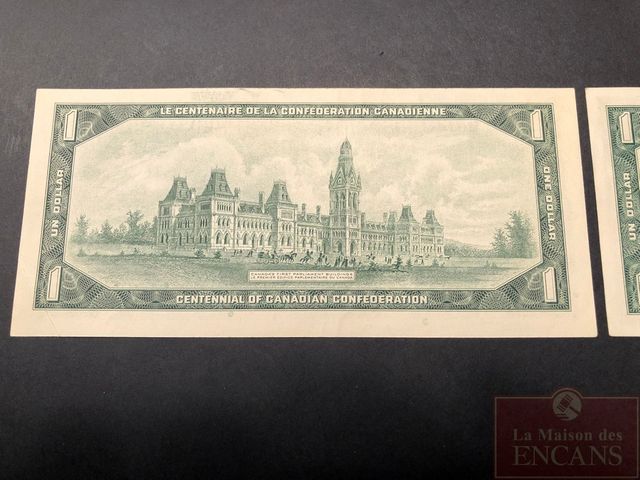 LE CENTENAIRE DE LA CONFEDERATION CANADIENNE
1
1
UN DOLLAR
ONE DOLLAR
CANADA'S FIRST PARLIAMENT BUILDINGS
LE PREMIER EDIFICE PARLEMENTAIRE DU CANADA
1
1
CENTENNIAL OF CANADIAN CONFEDERATION
1
UN DOLLAR
1
La Maison des
ENCANS